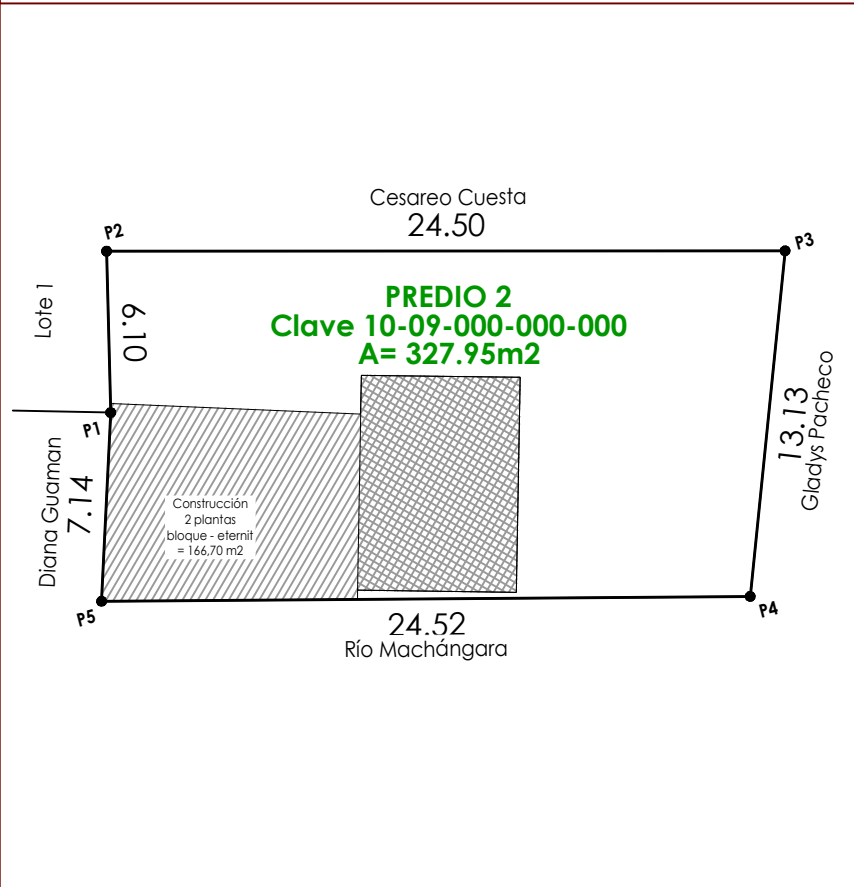 Cesareo Cuesta
24.50
P2
P3
Lote 1
6.10
PREDIO 2
Clave 10-09-000-000-000
A= 327.95m2
13.13
Gladys Pacheco
P1
Diana Guaman
7.14
Construcción
2 plantas
bloque - eternit
= 166,70 m2
P5
P4
24.52
Río Machángara